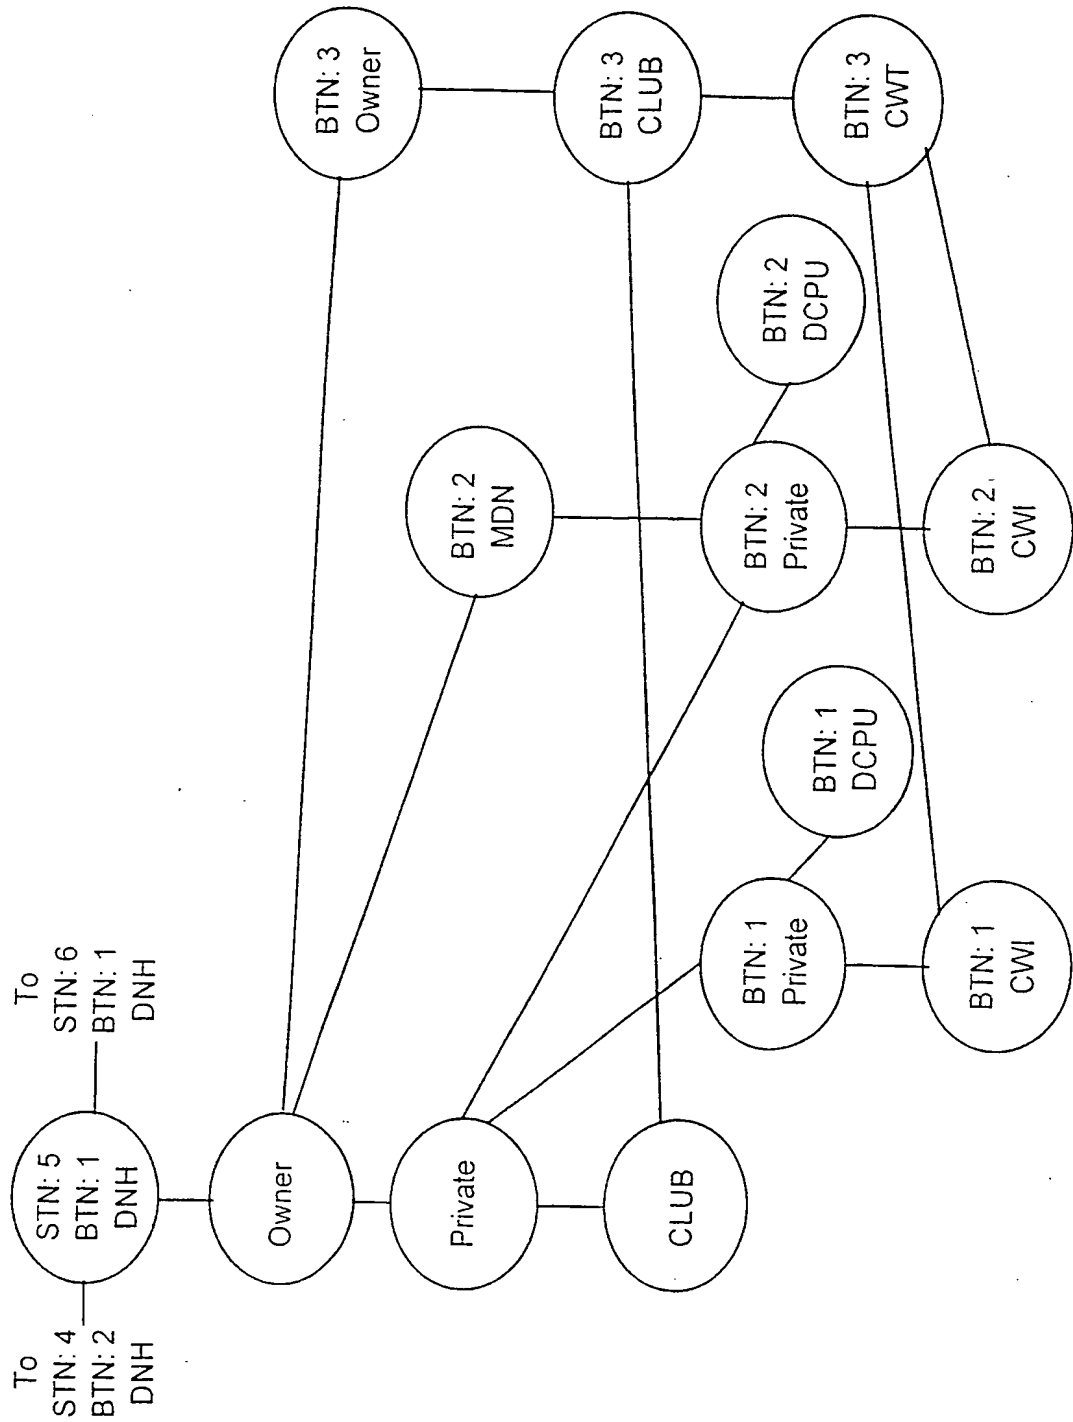 To
STN: 4
BTN: 2
DNH
STN: 5
BTN: 1
DNH
To
STN: 6
BTN: 1
DNH
Owner
Private
CLUB
BTN: 1
Private
BTN: 1
CWI
BTN: 1
DCPU
BTN: 2
MDN
BTN: 2
Private
BTN: 2
CWI
BTN: 2
DCPU
BTN: 3
Owner
BTN: 3
CLUB
BTN: 3
CWT